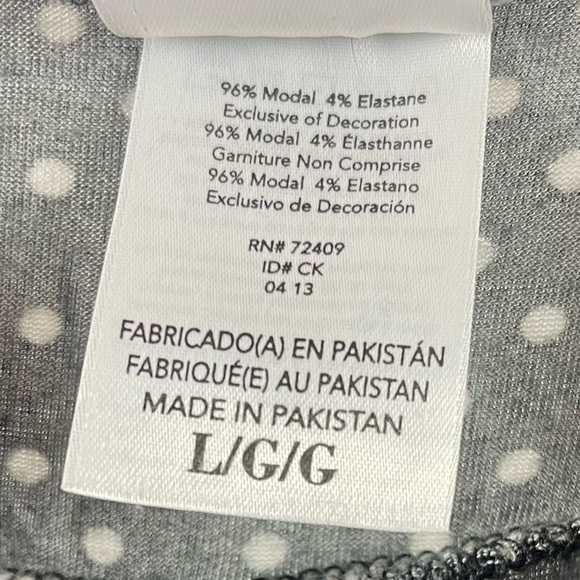 96% Modal 4% Elastane
Exclusive of Decoration
96% Modal 4% Élasthanne
Garniture Non Comprise
96% Modal 4% Elastano
Exclusivo de Decoración
RN# 72409
ID# CK
04 13
FABRICADO(A) EN PAKISTÁN
FABRIQUÉ(E) AU PAKISTAN
MADE IN PAKISTAN
L/G/G